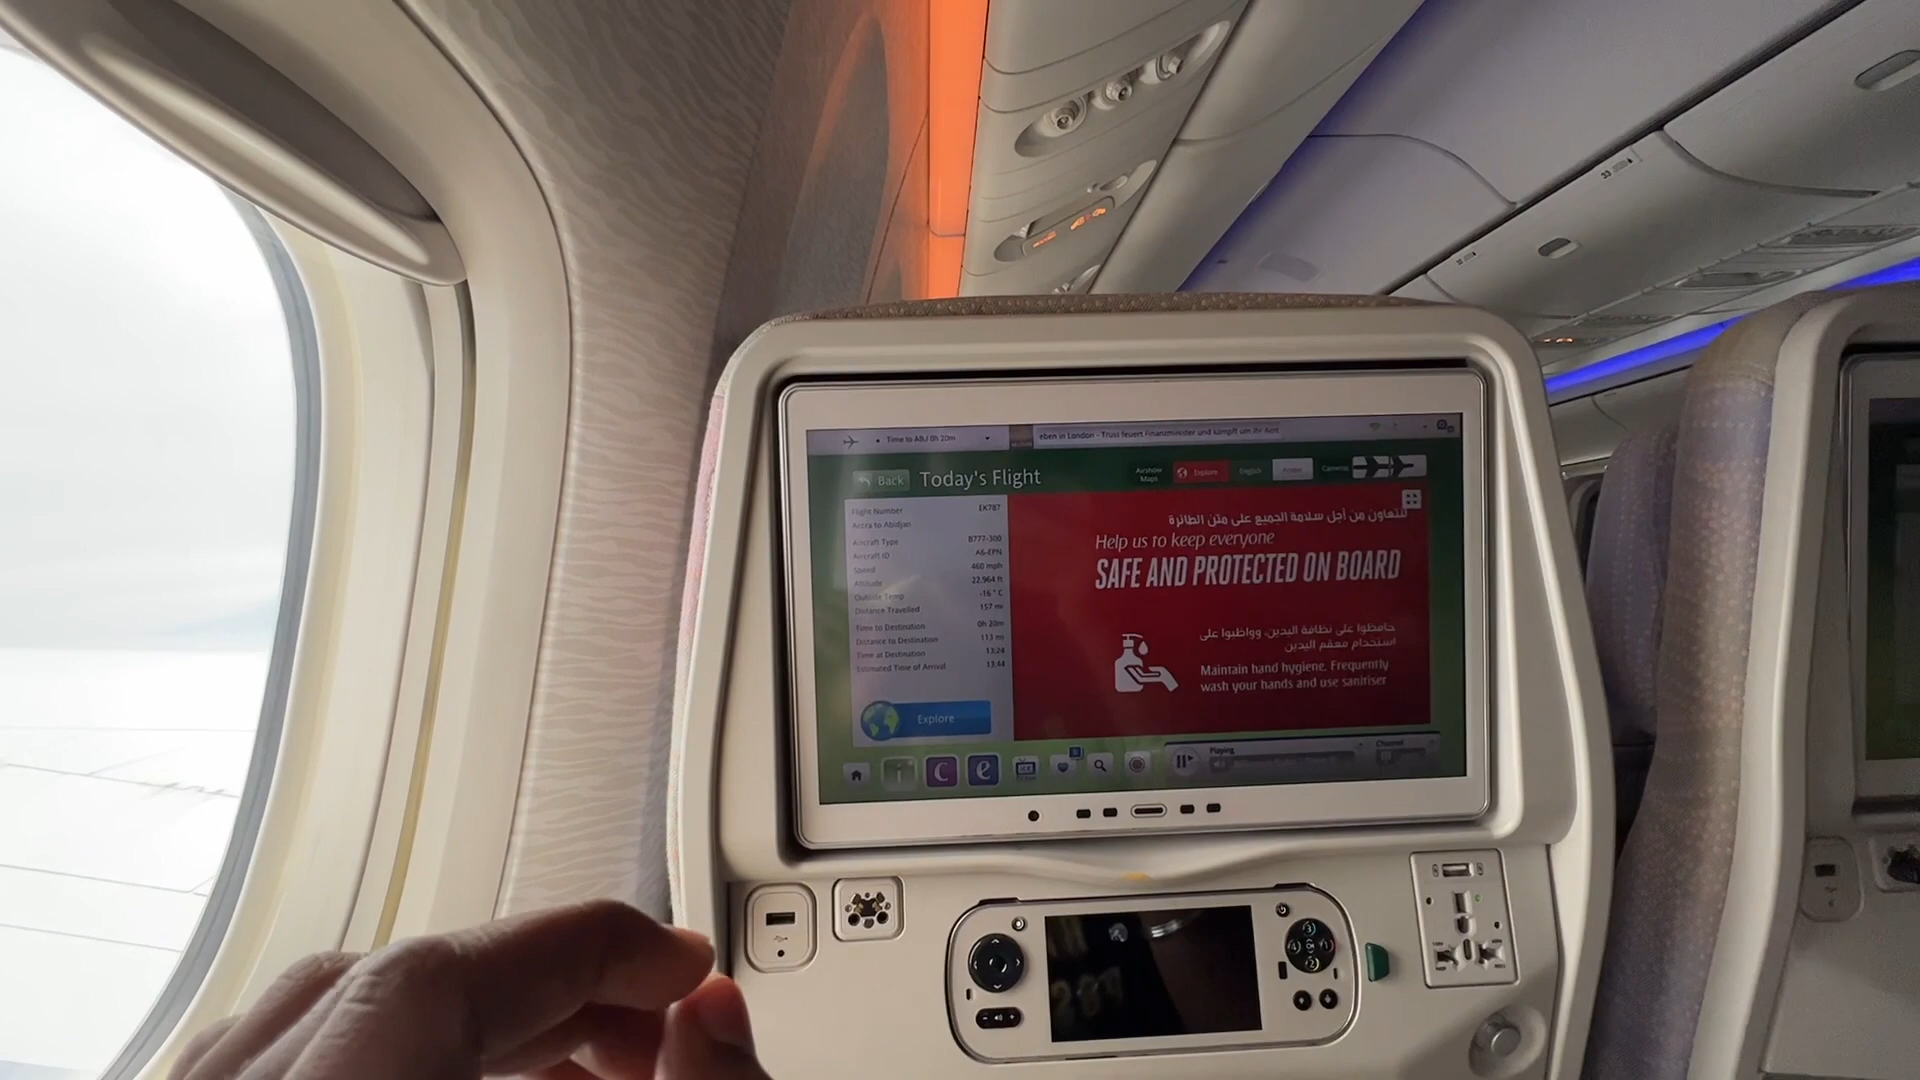 33
Time to ABJ 0h 20m
eben in London - Truss feuert Finanzminister und kämpft um ihr Amt
Back
Today's Flight
Airshow
Maps
Explore
English
Cameras
Flight Number EK787
Accra to Abidjan
Aircraft Type B777-300
Aircraft ID A6-EPN
Speed 460 mph
Altitude 22,964 ft
Outside Temp -16 ° C
Distance Travelled 157 mi
Time to Destination 0h 20m
Distance to Destination 113 mi
Time at Destination 13:24
Estimated Time of Arrival 13:44
Explore
لنتعاون من أجل سلامة الجميع على متن الطائرة
Help us to keep everyone
SAFE AND PROTECTED ON BOARD
حافظوا على نظافة اليدين، وواظبوا على
استخدام معقم اليدين
Maintain hand hygiene. Frequently
wash your hands and use sanitiser
i
C
e
Playing
Channel